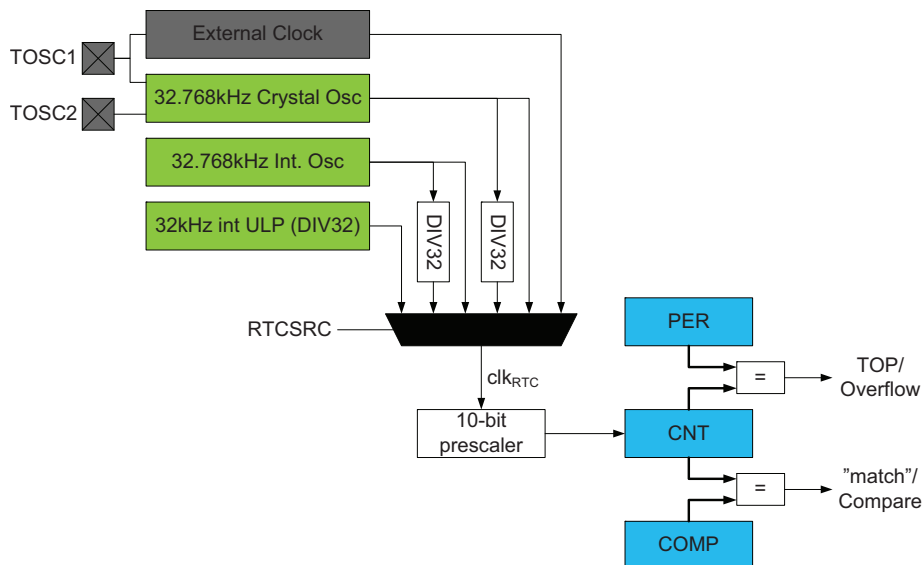 External Clock
TOSC1
32.768kHz Crystal Osc
TOSC2
32.768kHz Int. Osc
32kHz int ULP (DIV32)
DIV32
DIV32
RTCSRC
PER
clkRTC
=
TOP/
Overflow
10-bit
prescaler
CNT
=
"match"/
Compare
COMP